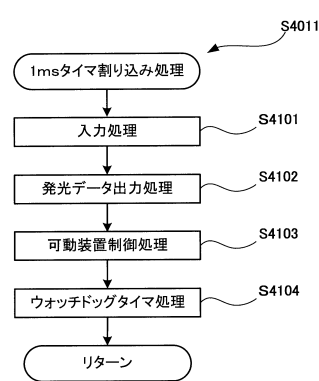 S4011
1msタイマ割り込み処理
入力処理
S4101
発光データ出力処理
S4102
可動装置制御処理
S4103
ウォッチドッグタイマ処理
S4104
リターン